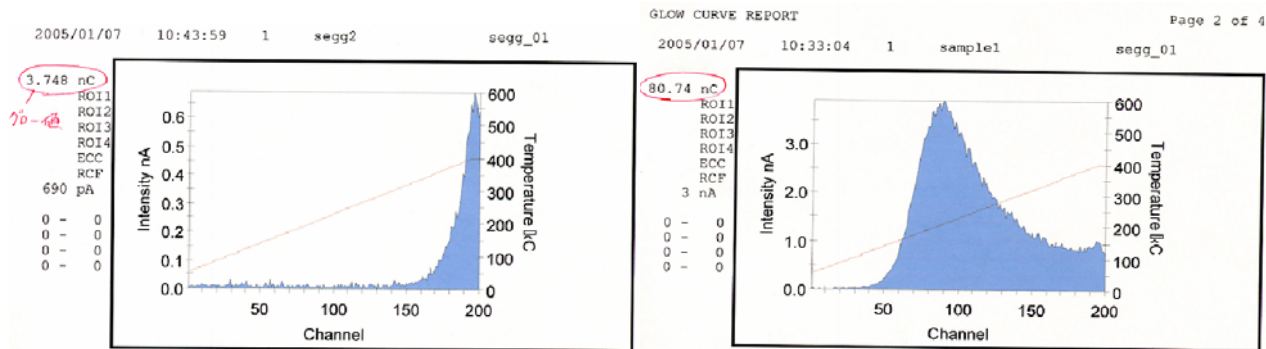 2005/01/07 10:43:59 1 segg2 segg_01
3.748 nC
グロー値
ROI1
ROI2
ROI3
ROI4
ECC
RCF
690 pA
0 - 0
0 - 0
0 - 0
0 - 0
Intensity nA
0.6
0.5
0.4
0.3
0.2
0.1
0.0
600
500
400
300
200
100
0
Temperature [kC
50 100 150 200
Channel
GLOW CURVE REPORT Page 2 of 4
2005/01/07 10:33:04 1 sample1 segg_01
80.74 nC
ROI1
ROI2
ROI3
ROI4
ECC
RCF
3 nA
0 - 0
0 - 0
0 - 0
0 - 0
Intensity nA
3.0
2.0
1.0
0.0
600
500
400
300
200
100
0
Temperature [kC
50 100 150 200
Channel